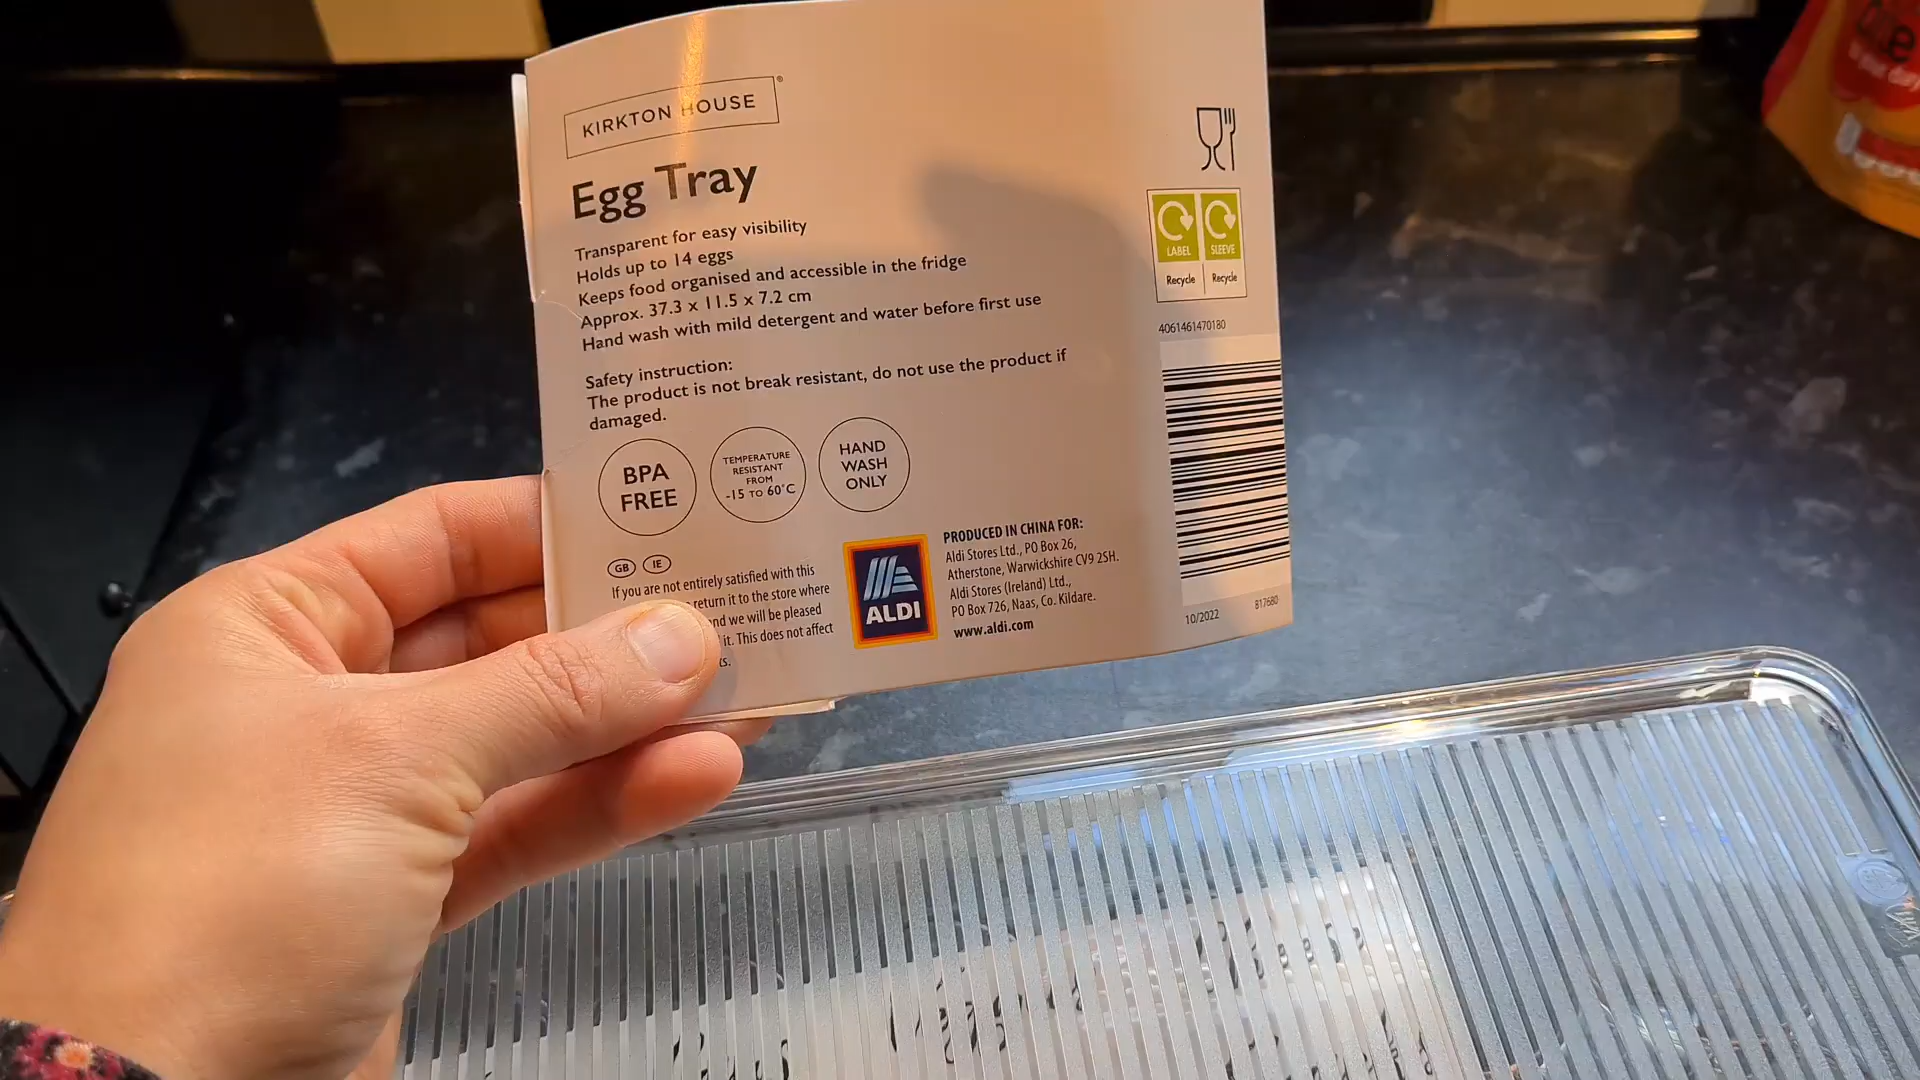 KIRKTON HOUSE®
Egg Tray
Transparent for easy visibility
Holds up to 14 eggs
Keeps food organised and accessible in the fridge
Approx. 37.3 x 11.5 x 7.2 cm
Hand wash with mild detergent and water before first use
Safety instruction:
The product is not break resistant, do not use the product if
damaged.
BPA
FREE
TEMPERATURE
RESISTANT
FROM
-15 TO 60°C
HAND
WASH
ONLY
GB IE
If you are not entirely satisfied with this
return it to the store where
and we will be pleased
it. This does not affect
ALDI
PRODUCED IN CHINA FOR:
Aldi Stores Ltd., PO Box 26,
Atherstone, Warwickshire CV9 2SH.
Aldi Stores (Ireland) Ltd.,
PO Box 726, Naas, Co. Kildare.
www.aldi.com
LABEL SLEEVE
Recycle Recycle
4061461470180
10/2022 817680